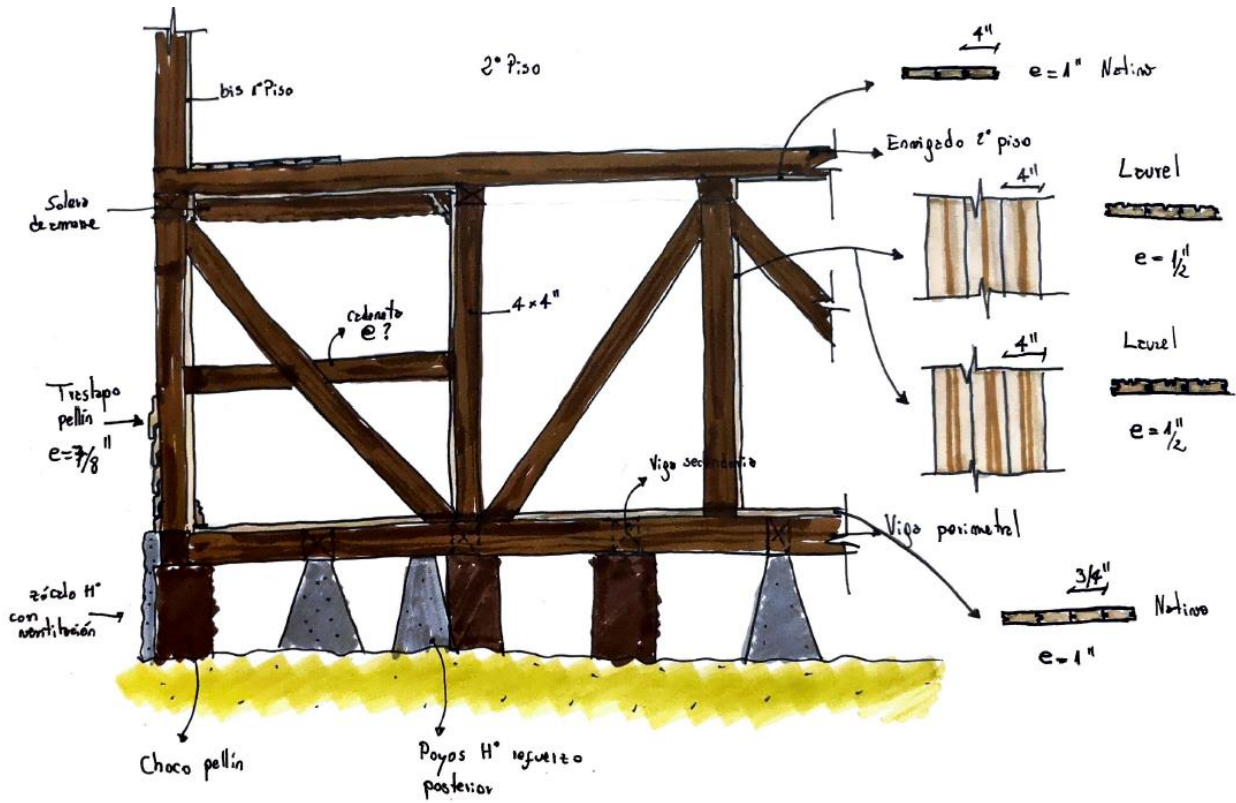 2° Piso
bis 1° Piso
4"
e = 1" Nativo
Envigado 2° piso
Solera
de amarre
4"
Laurel
e = 1/2"
4 x 4"
cadeneta
e ?
4"
Laurel
e = 1/2"
Traslapo
pellín
e = 7/8"
Viga secundaria
Viga perimetral
zócalo H°
con
ventilación
3/4"
Nativo
e = 1"
Choco pellín
Poyos H° refuerzo
posterior